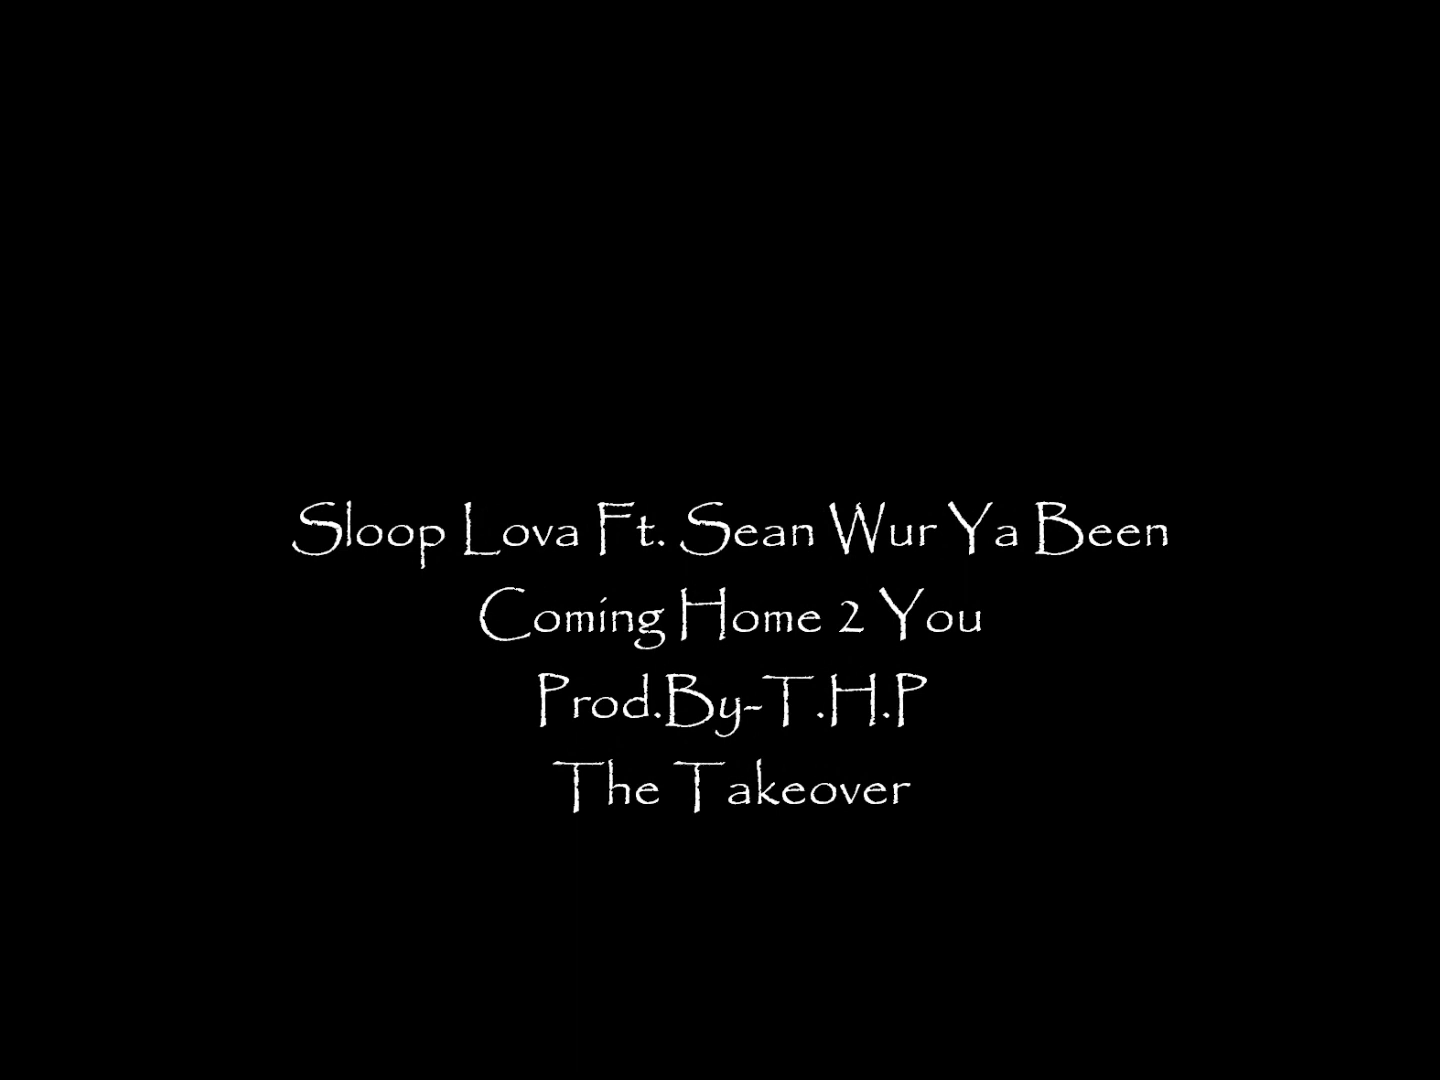 Sloop Lova Ft. Sean Wur Ya Been
Coming Home 2 You
Prod.By-T.H.P
The Takeover